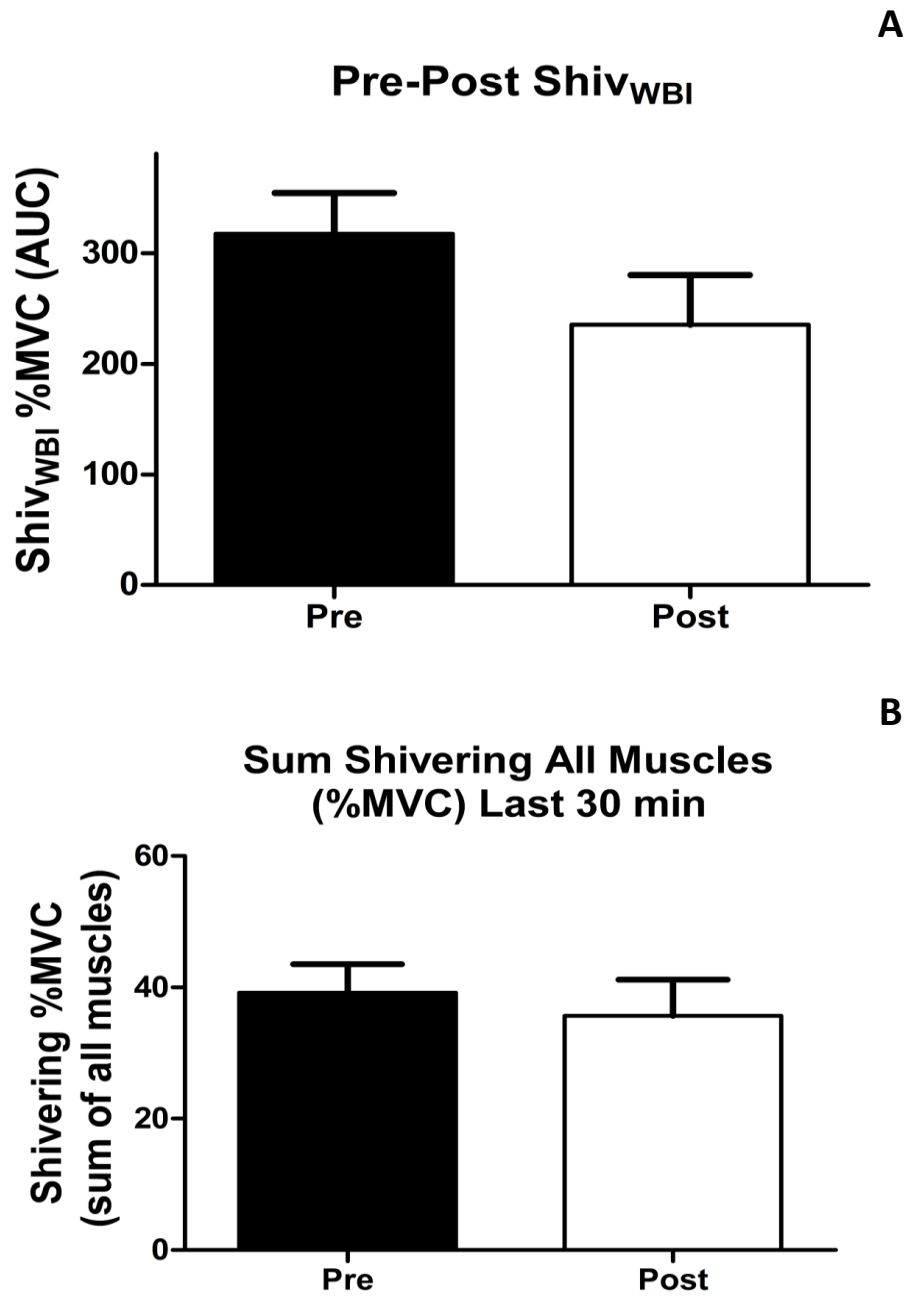 A
Pre-Post ShivWBI
ShivWBI %MVC (AUC)
300
200
100
0
Pre Post
B
Sum Shivering All Muscles
(%MVC) Last 30 min
Shivering %MVC
(sum of all muscles)
60
40
20
0
Pre Post